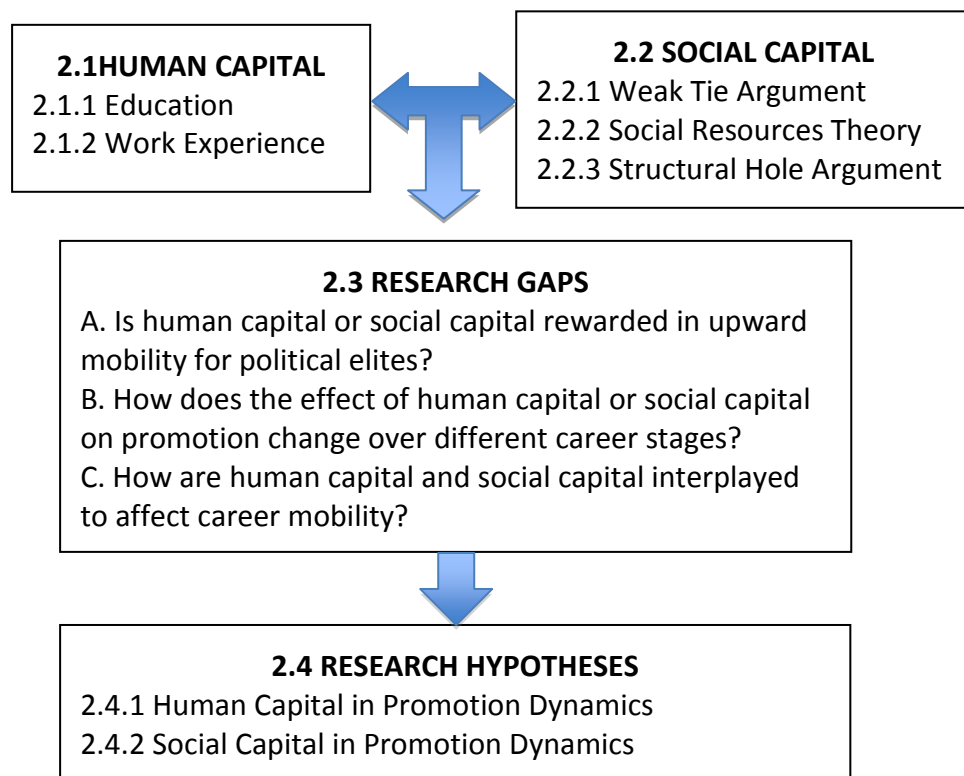 2.1HUMAN CAPITAL
2.1.1 Education
2.1.2 Work Experience
2.2 SOCIAL CAPITAL
2.2.1 Weak Tie Argument
2.2.2 Social Resources Theory
2.2.3 Structural Hole Argument
2.3 RESEARCH GAPS
A. Is human capital or social capital rewarded in upward
mobility for political elites?
B. How does the effect of human capital or social capital
on promotion change over different career stages?
C. How are human capital and social capital interplayed
to affect career mobility?
2.4 RESEARCH HYPOTHESES
2.4.1 Human Capital in Promotion Dynamics
2.4.2 Social Capital in Promotion Dynamics